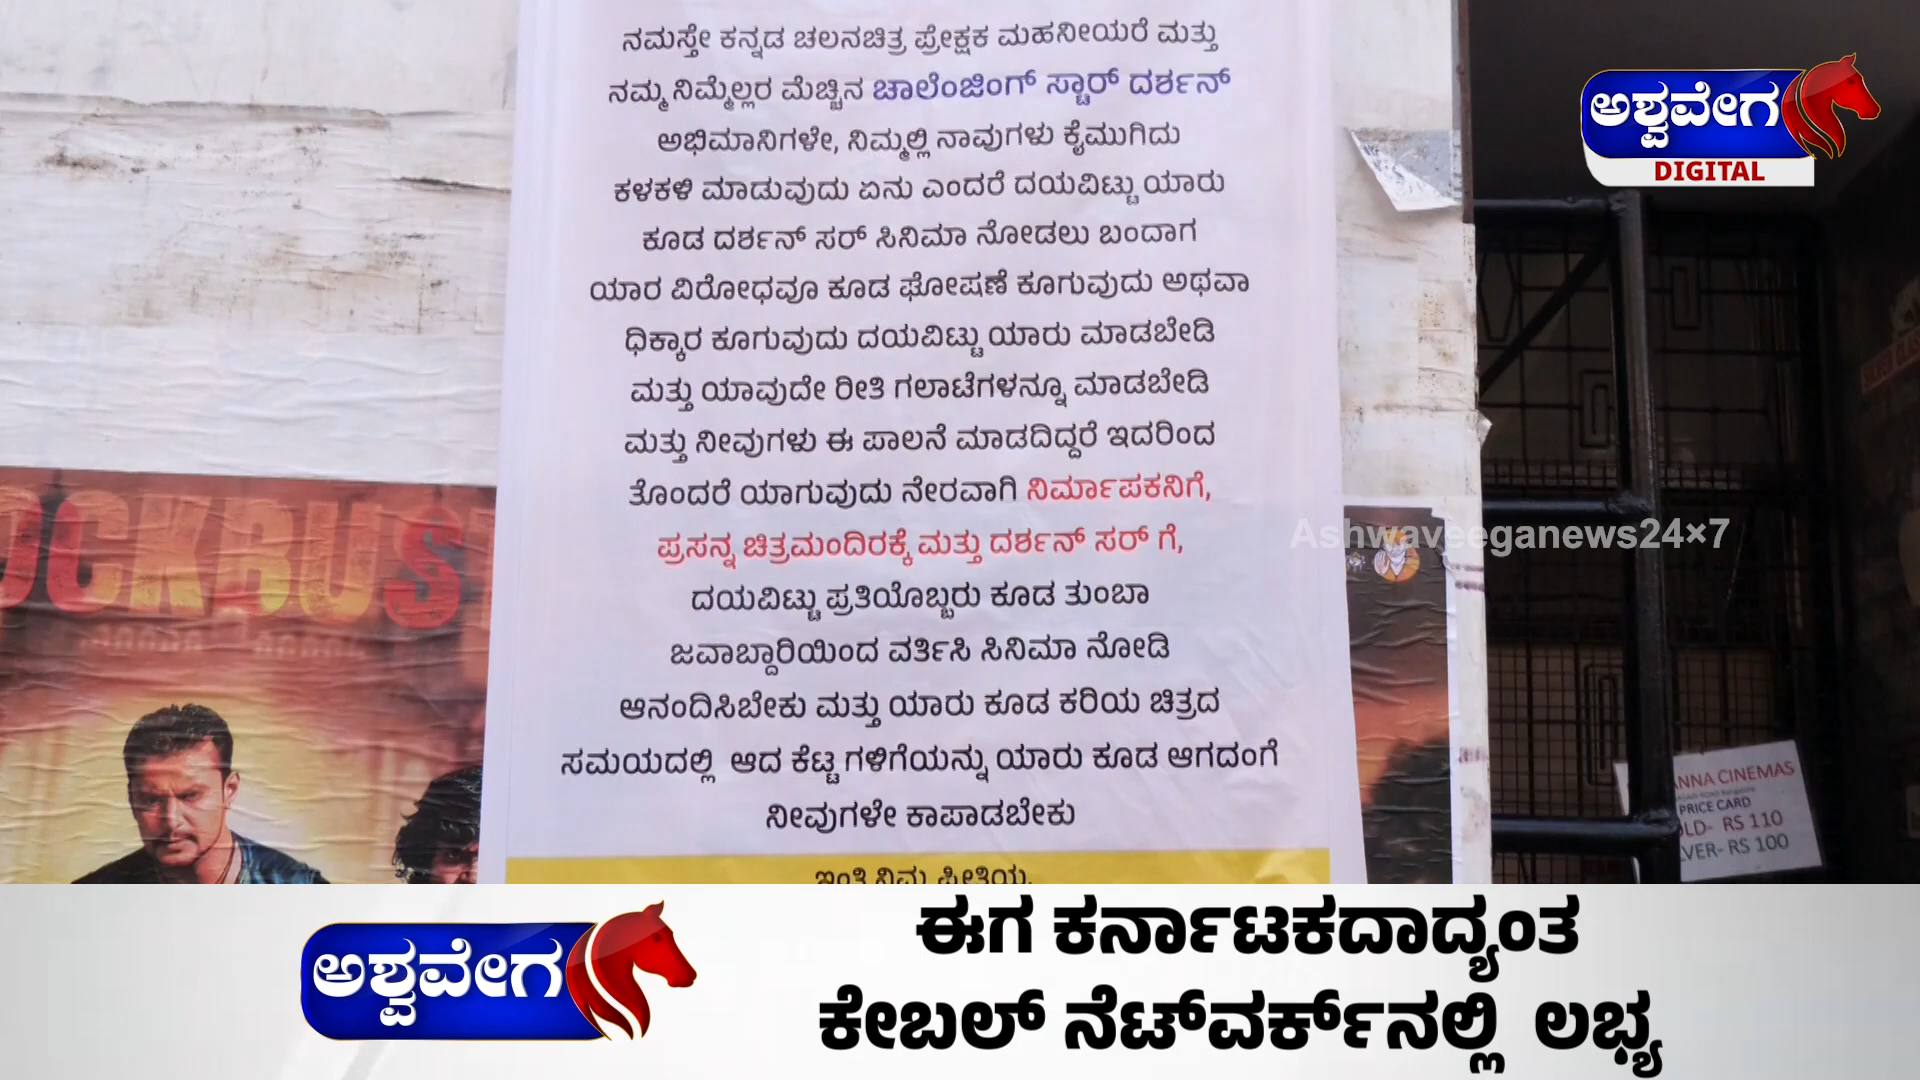 ನಮಸ್ತೇ ಕನ್ನಡ ಚಲನಚಿತ್ರ ಪ್ರೇಕ್ಷಕ ಮಹನೀಯರೆ ಮತ್ತು
ನಮ್ಮ ನಿಮ್ಮೆಲ್ಲರ ಮೆಚ್ಚಿನ ಚಾಲೆಂಜಿಂಗ್ ಸ್ಟಾರ್ ದರ್ಶನ್
ಅಭಿಮಾನಿಗಳೇ, ನಿಮ್ಮಲ್ಲಿ ನಾವುಗಳು ಕೈಮುಗಿದು
ಕಳಕಳಿ ಮಾಡುವುದು ಏನು ಎಂದರೆ ದಯವಿಟ್ಟು ಯಾರು
ಕೂಡ ದರ್ಶನ್ ಸರ್ ಸಿನಿಮಾ ನೋಡಲು ಬಂದಾಗ
ಯಾರ ವಿರೋಧವೂ ಕೂಡ ಘೋಷಣೆ ಕೂಗುವುದು ಅಥವಾ
ಧಿಕ್ಕಾರ ಕೂಗುವುದು ದಯವಿಟ್ಟು ಯಾರು ಮಾಡಬೇಡಿ
ಮತ್ತು ಯಾವುದೇ ರೀತಿ ಗಲಾಟೆಗಳನ್ನೂ ಮಾಡಬೇಡಿ
ಮತ್ತು ನೀವುಗಳು ಈ ಪಾಲನೆ ಮಾಡದಿದ್ದರೆ ಇದರಿಂದ
ತೊಂದರೆ ಯಾಗುವುದು ನೇರವಾಗಿ ನಿರ್ಮಾಪಕನಿಗೆ,
ಪ್ರಸನ್ನ ಚಿತ್ರಮಂದಿರಕ್ಕೆ ಮತ್ತು ದರ್ಶನ್ ಸರ್ ಗೆ,
ದಯವಿಟ್ಟು ಪ್ರತಿಯೊಬ್ಬರು ಕೂಡ ತುಂಬಾ
ಜವಾಬ್ದಾರಿಯಿಂದ ವರ್ತಿಸಿ ಸಿನಿಮಾ ನೋಡಿ
ಆನಂದಿಸಿಬೇಕು ಮತ್ತು ಯಾರು ಕೂಡ ಕರಿಯ ಚಿತ್ರದ
ಸಮಯದಲ್ಲಿ ಆದ ಕೆಟ್ಟ ಗಳಿಗೆಯನ್ನು ಯಾರು ಕೂಡ ಆಗದಂಗೆ
ನೀವುಗಳೇ ಕಾಪಾಡಬೇಕು
ಇಂತಿ ನಿಮ್ಮ ಪ್ರೀತಿಯ,
ಅಶ್ವವೇಗ
DIGITAL
Ashwaveeganews24×7
OCKBUS
NNA CINEMAS
PRICE CARD
LD- RS 110
VER- RS 100
ಅಶ್ವವೇಗ
ಈಗ ಕರ್ನಾಟಕದಾದ್ಯಂತ
ಕೇಬಲ್ ನೆಟ್‌ವರ್ಕ್‌ನಲ್ಲಿ ಲಭ್ಯ